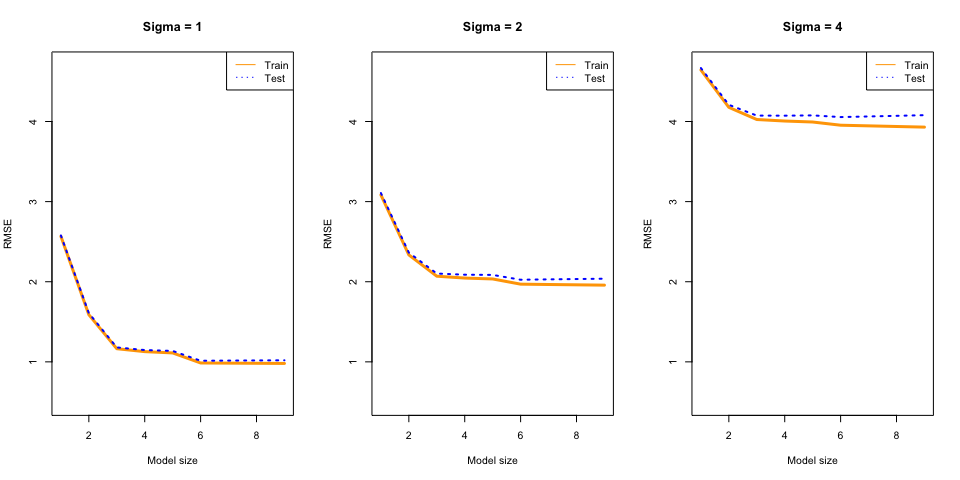 Sigma = 1
Train
Test
RMSE
4
3
2
1
2 4 6 8
Model size
Sigma = 2
Train
Test
RMSE
4
3
2
1
2 4 6 8
Model size
Sigma = 4
Train
Test
RMSE
4
3
2
1
2 4 6 8
Model size